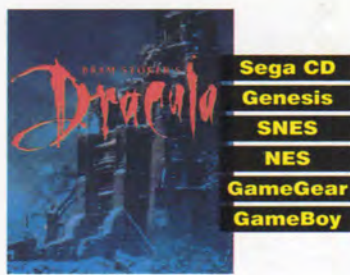 BRAM STOKER'S
Dracula
Sega CD
Genesis
SNES
NES
GameGear
GameBoy